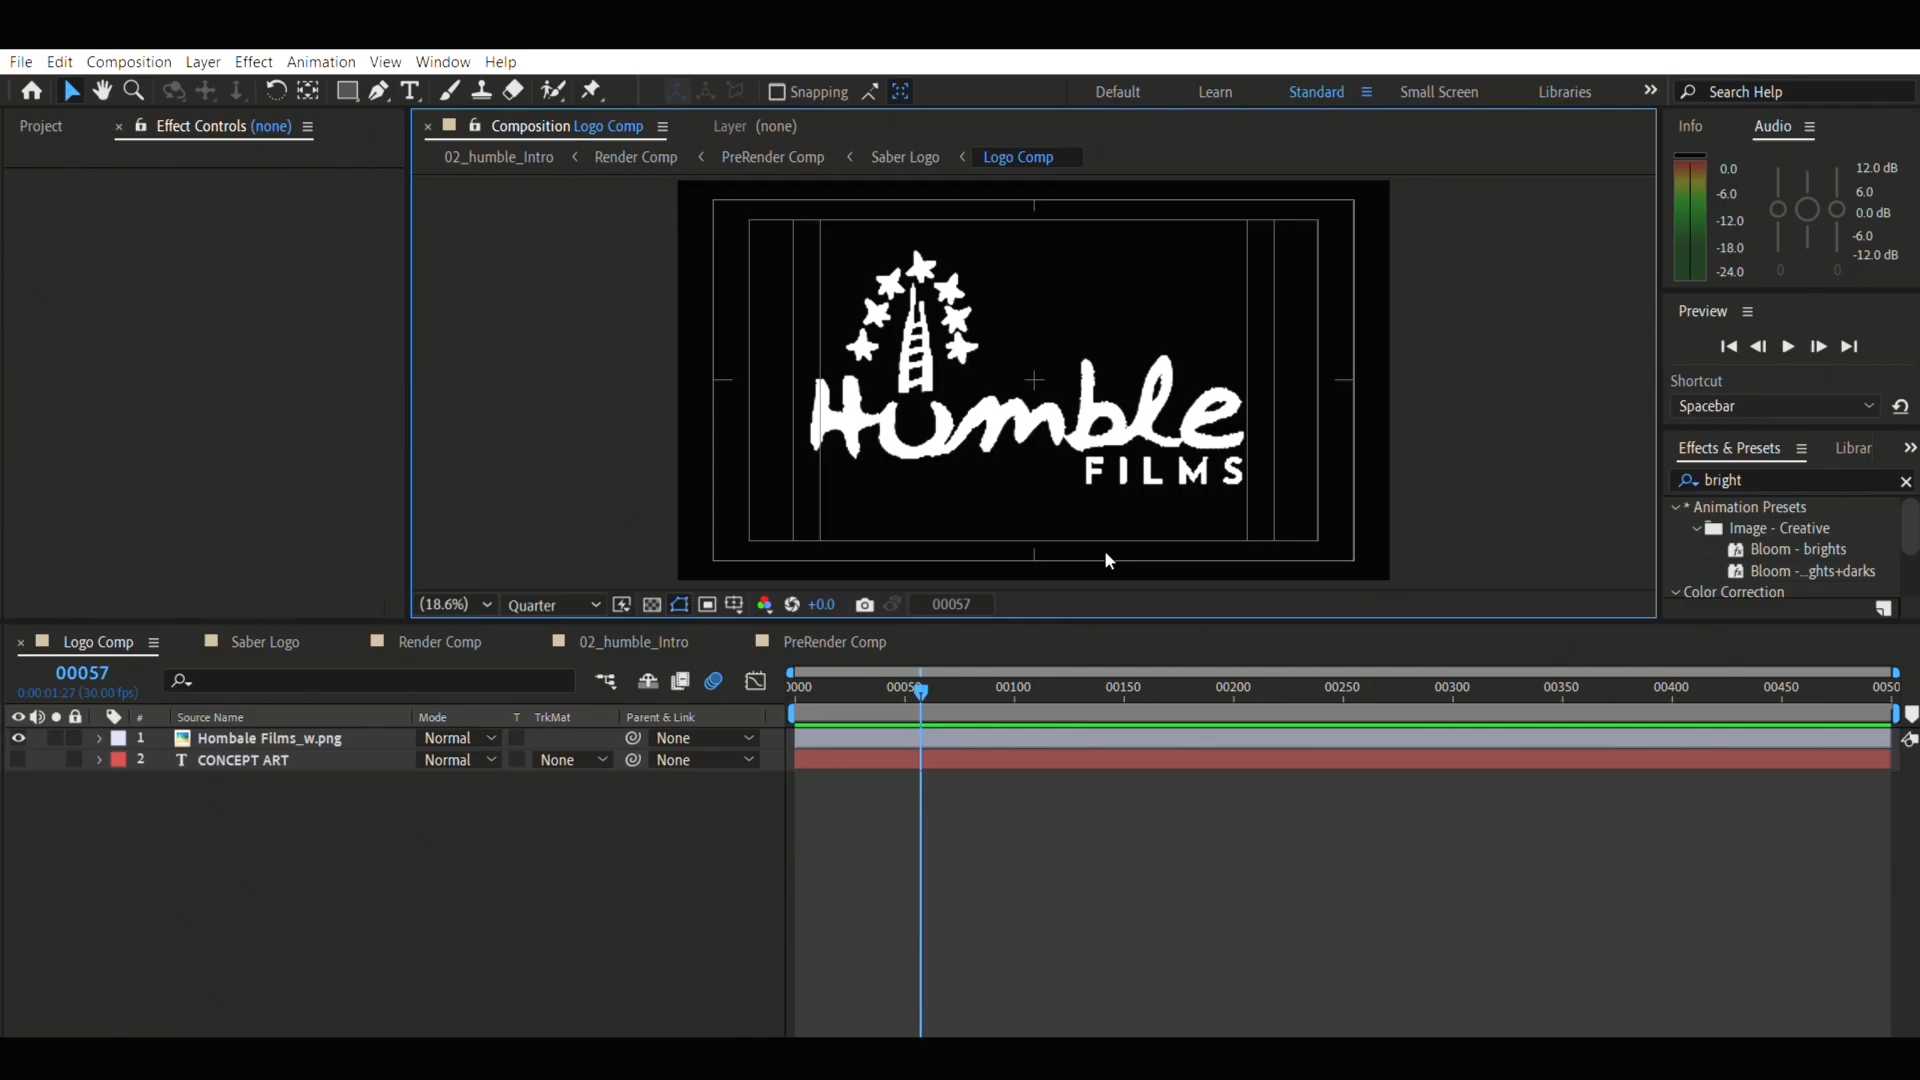 File Edit Composition Layer Effect Animation View Window Help
Snapping Default Learn Standard Small Screen Libraries Search Help
Project Effect Controls (none) Composition Logo Comp Layer (none) Info Audio
02_humble_Intro Render Comp PreRender Comp Saber Logo Logo Comp
0.0 12.0 dB
-6.0 6.0
-12.0 0.0 dB
-18.0 -6.0
-24.0 -12.0 dB
0 0
Humble
FILMS
Preview
Shortcut
Spacebar
Effects & Presets Librar
bright
* Animation Presets
Image - Creative
Bloom - brights
Bloom -...ghts+darks
Color Correction
(18.6%) Quarter +0.0 00057
Logo Comp Saber Logo Render Comp 02_humble_Intro PreRender Comp
00057
0:00:01:27 (30.00 fps)
0000 0005 00100 00150 00200 00250 00300 00350 00400 00450 0050
# Source Name Mode T TrkMat Parent & Link
1 Hombale Films_w.png Normal None
2 T CONCEPT ART Normal None None